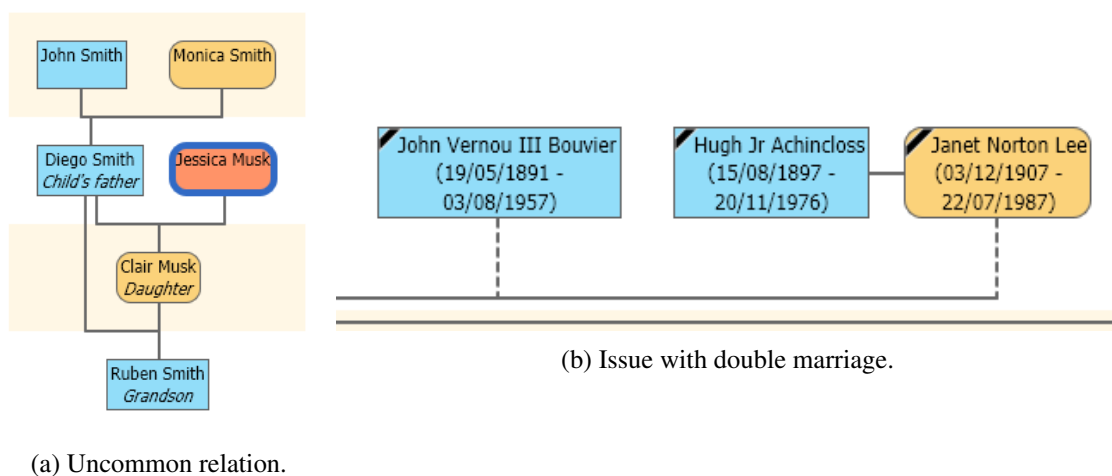 John Smith
Monica Smith
Diego Smith
Child's father
Jessica Musk
Clair Musk
Daughter
Ruben Smith
Grandson
(a) Uncommon relation.
John Vernou III Bouvier
(19/05/1891 -
03/08/1957)
Hugh Jr Achincloss
(15/08/1897 -
20/11/1976)
Janet Norton Lee
(03/12/1907 -
22/07/1987)
(b) Issue with double marriage.